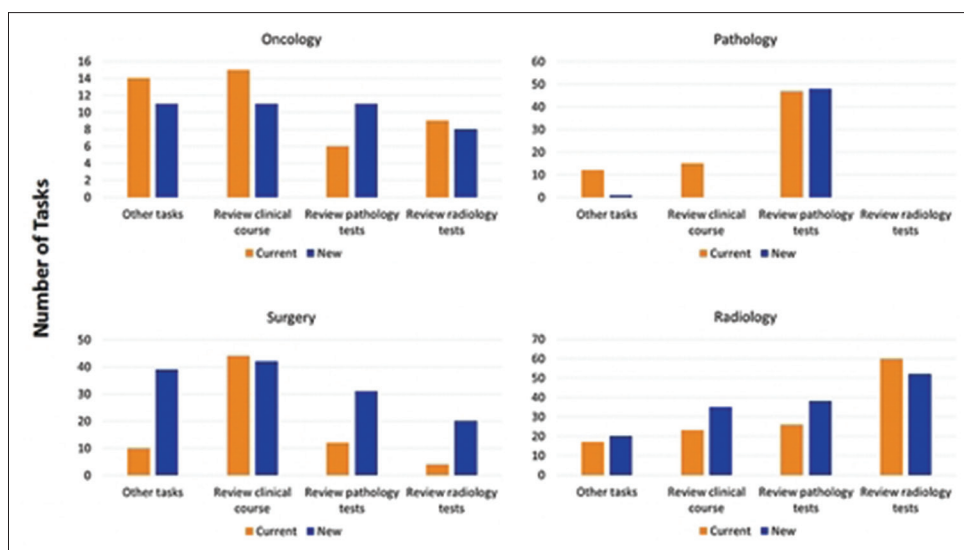 Number of Tasks
Oncology
16
14
12
10
8
6
4
2
0
Other tasks
Review clinical
course
Review pathology
tests
Review radiology
tests
Current New
Pathology
60
50
40
30
20
10
0
Other tasks
Review clinical
course
Review pathology
tests
Review radiology
tests
Current New
Surgery
50
40
30
20
10
0
Other tasks
Review clinical
course
Review pathology
tests
Review radiology
tests
Current New
Radiology
70
60
50
40
30
20
10
0
Other tasks
Review clinical
course
Review pathology
tests
Review radiology
tests
Current New